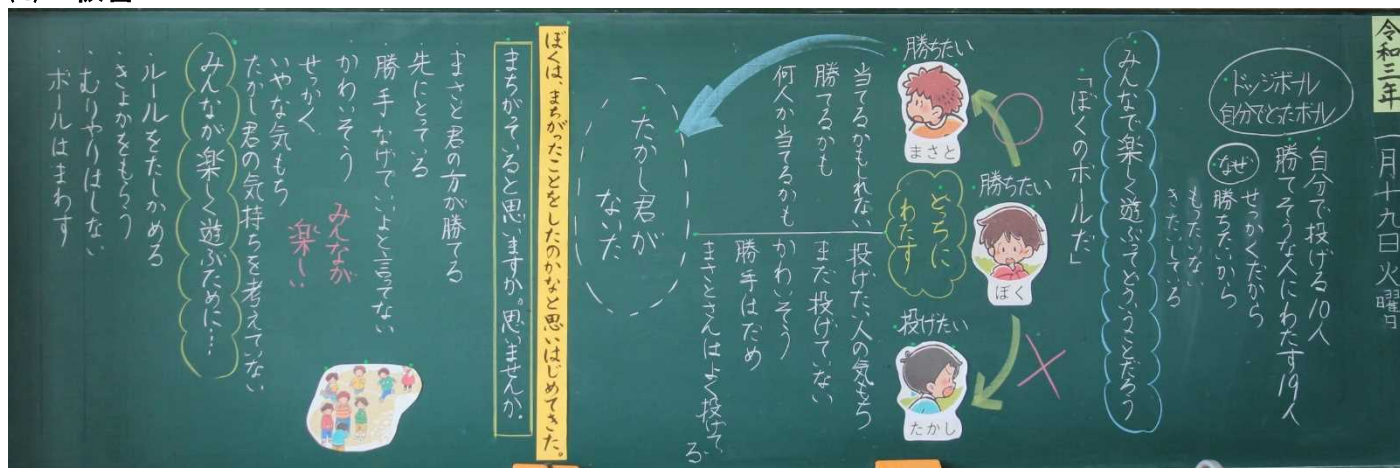 令和三年
一月十九日火曜日
ドッジボール
自分でとったボール
自分で投げる10人
勝てそうな人にわたす19人
なぜ
せっかくだから
勝ちたいから
もったいない
きたいしている
みんなで楽しく遊ぶってどういうことだろう
「ぼくのボールだ」
勝ちたい
まさと
勝ちたい
ぼく
どちに
わたす
投げたい
たかし
当てるかもしれない
勝てるかも
何人か当てるかも
投げたい人の気もち
まだ投げていない
かわいそう
勝手はだめ
まさとさんはよく投げてる
たかし君が
ないた
ぼくは、まちがったことをしたのかなと思いはじめてきた。
まちがっていると思いますか。思いませんか。
まさと君の方が勝てる
先にとっている
勝手なげていいよと言ってない
かわいそう
せっかく
いやな気もち
たかし君の気持ちを考えていない
みんなが
楽しい
みんなが楽しく遊ぶために…
・ルールをたしかめる
・きょかをもらう
・むりやりはしない
・ボールはまわす